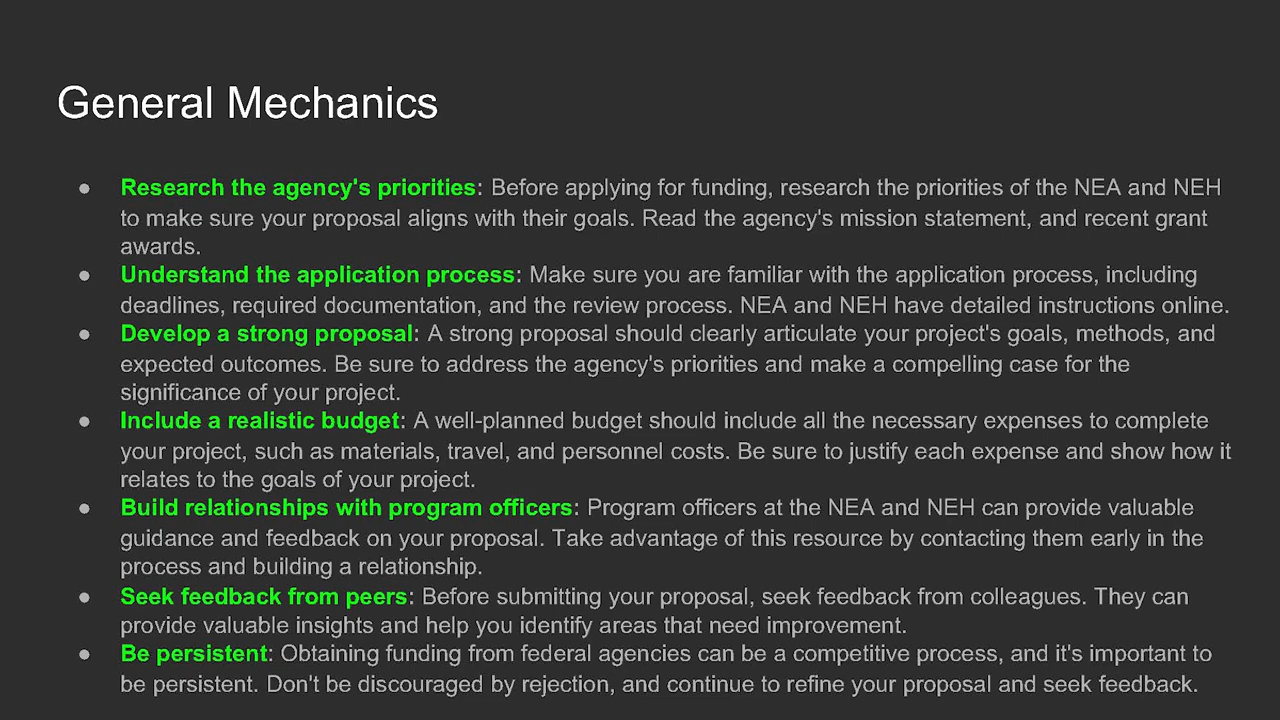 General Mechanics
● Research the agency's priorities: Before applying for funding, research the priorities of the NEA and NEH
to make sure your proposal aligns with their goals. Read the agency's mission statement, and recent grant
awards.
● Understand the application process: Make sure you are familiar with the application process, including
deadlines, required documentation, and the review process. NEA and NEH have detailed instructions online.
● Develop a strong proposal: A strong proposal should clearly articulate your project's goals, methods, and
expected outcomes. Be sure to address the agency's priorities and make a compelling case for the
significance of your project.
● Include a realistic budget: A well-planned budget should include all the necessary expenses to complete
your project, such as materials, travel, and personnel costs. Be sure to justify each expense and show how it
relates to the goals of your project.
● Build relationships with program officers: Program officers at the NEA and NEH can provide valuable
guidance and feedback on your proposal. Take advantage of this resource by contacting them early in the
process and building a relationship.
● Seek feedback from peers: Before submitting your proposal, seek feedback from colleagues. They can
provide valuable insights and help you identify areas that need improvement.
● Be persistent: Obtaining funding from federal agencies can be a competitive process, and it's important to
be persistent. Don't be discouraged by rejection, and continue to refine your proposal and seek feedback.